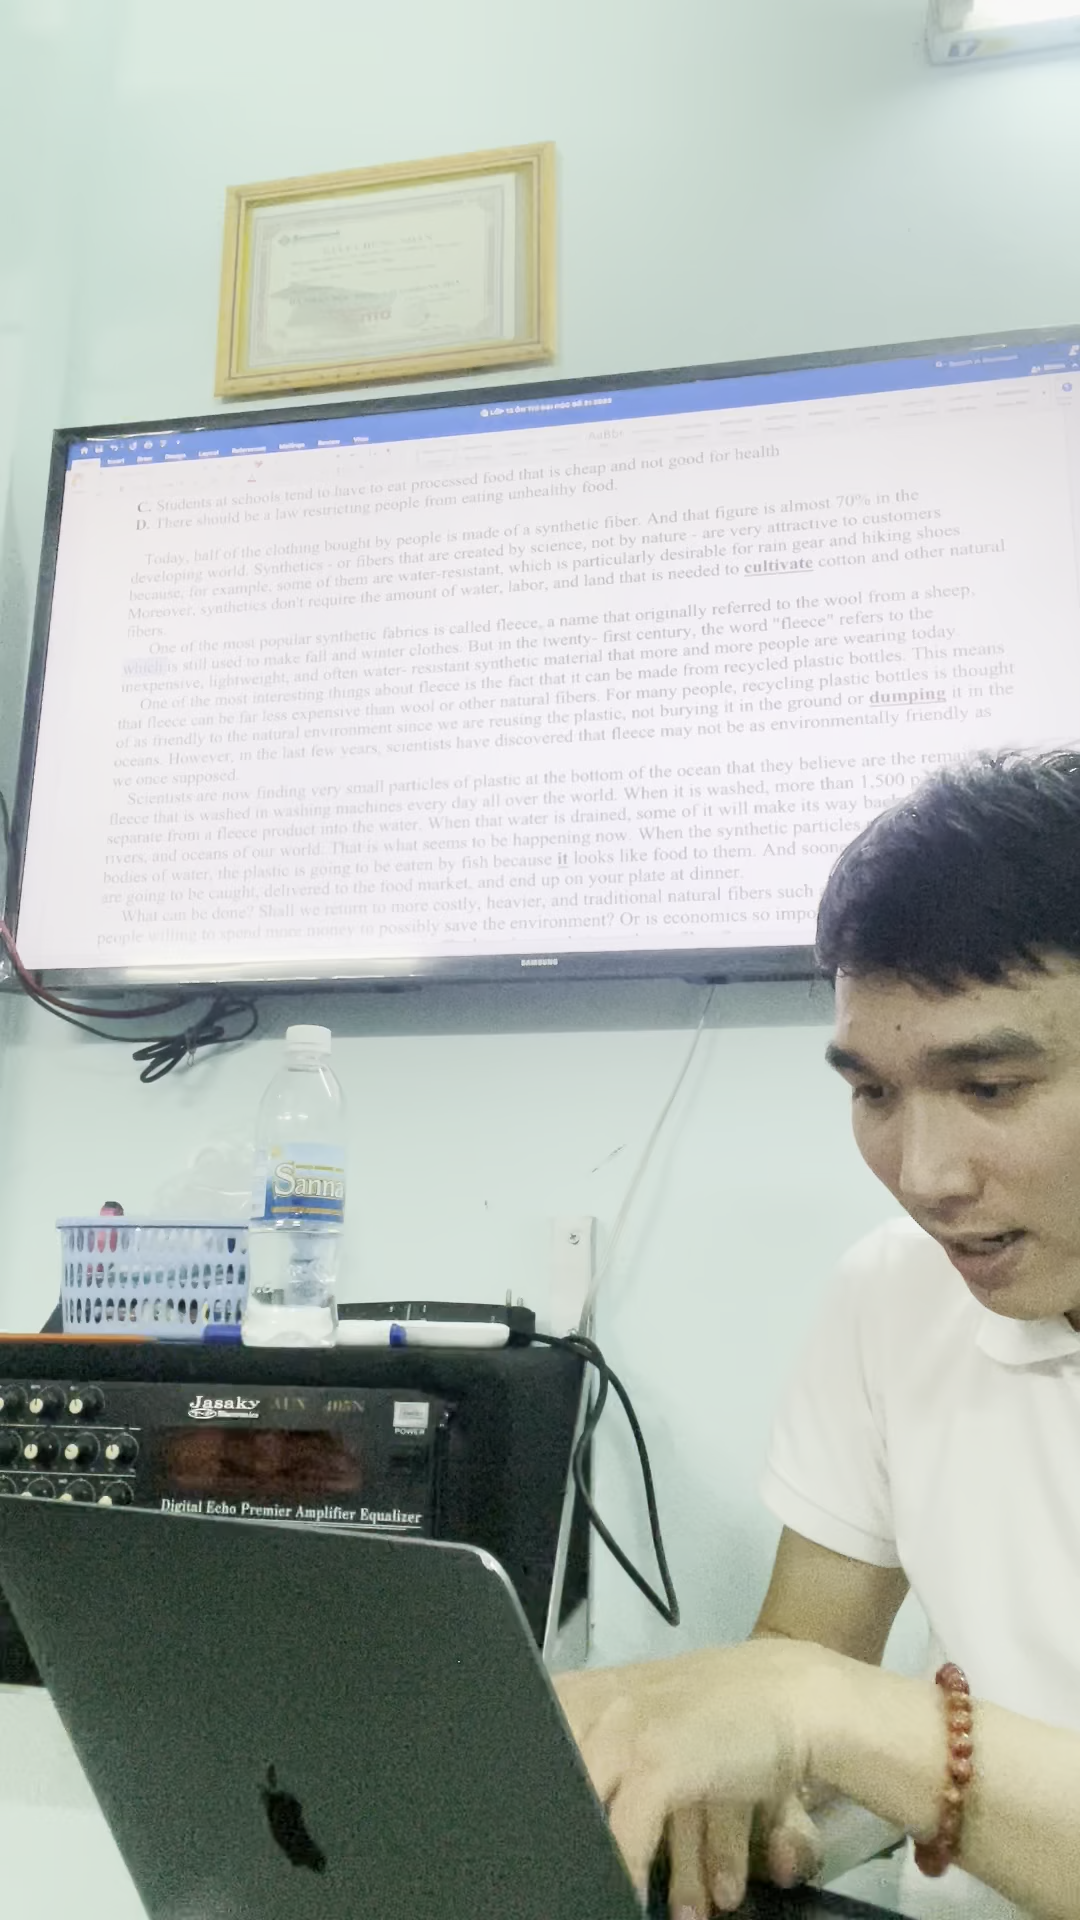 LỚP 12 ÔN THI ĐẠI HỌC
Insert Draw Design Layout References Mailings Review View
AaBb
C. Students at schools tend to have to eat processed food that is cheap and not good for health
D. There should be a law restricting people from eating unhealthy food.
Today, half of the clothing bought by people is made of a synthetic fiber. And that figure is almost 70% in the
developing world. Synthetics - or fibers that are created by science, not by nature - are very attractive to customers
because, for example, some of them are water-resistant, which is particularly desirable for rain gear and hiking shoes.
Moreover, synthetics don't require the amount of water, labor, and land that is needed to cultivate cotton and other natural
fibers.
One of the most popular synthetic fabrics is called fleece, a name that originally referred to the wool from a sheep,
which is still used to make fall and winter clothes. But in the twenty- first century, the word "fleece" refers to the
inexpensive, lightweight, and often water- resistant synthetic material that more and more people are wearing today.
One of the most interesting things about fleece is the fact that it can be made from recycled plastic bottles. This means
that fleece can be far less expensive than wool or other natural fibers. For many people, recycling plastic bottles is thought
of as friendly to the natural environment since we are reusing the plastic, not burying it in the ground or dumping it in the
oceans. However, in the last few years, scientists have discovered that fleece may not be as environmentally friendly as
we once supposed.
Scientists are now finding very small particles of plastic at the bottom of the ocean that they believe are the
fleece that is washed in washing machines every day all over the world. When it is washed, more than 1,500
separate from a fleece product into the water. When that water is drained, some of it will make its way
rivers, and oceans of our world. That is what seems to be happening now. When the synthetic particles
bodies of water, the plastic is going to be eaten by fish because it looks like food to them. And soon
are going to be caught, delivered to the food market, and end up on your plate at dinner.
What can be done? Shall we return to more costly, heavier, and traditional natural fibers such
people willing to spend more money to possibly save the environment? Or is economics so
SAMSUNG
Sanna
Jasaky
Electronics
POWER
Digital Echo Premier Amplifier Equalizer